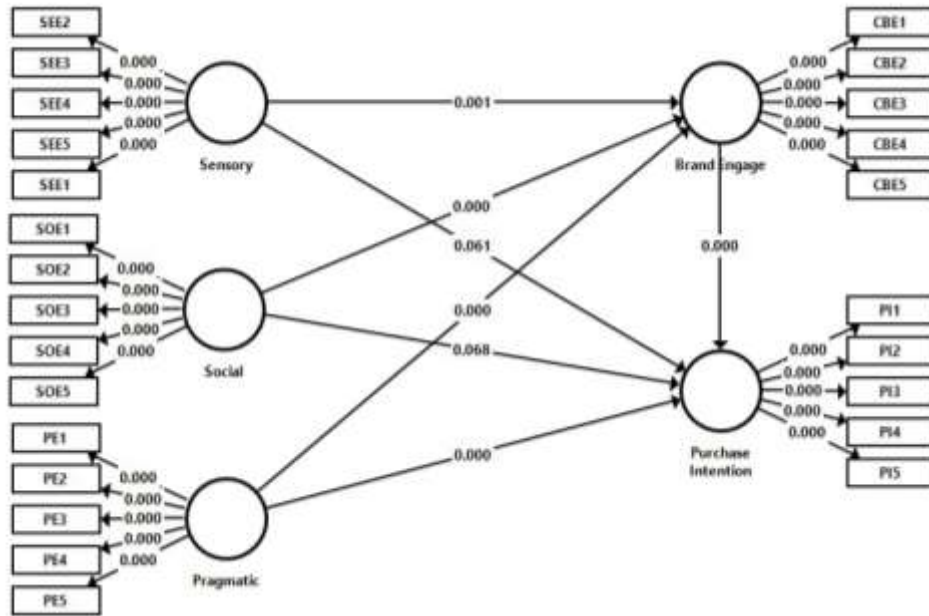 SEE2
SEE3
SEE4
SEE5
SEE1
0.000
0.000
0.000
0.000
0.000
Sensory
SOE1
SOE2
SOE3
SOE4
SOE5
0.000
0.000
0.000
0.000
0.000
Social
PE1
PE2
PE3
PE4
PE5
0.000
0.000
0.000
0.000
0.000
Pragmatic
0.001
0.000
0.061
0.000
0.068
0.000
0.000
Brand Engage
0.000
0.000
0.000
0.000
0.000
CBE1
CBE2
CBE3
CBE4
CBE5
Purchase
Intention
0.000
0.000
0.000
0.000
0.000
PI1
PI2
PI3
PI4
PI5